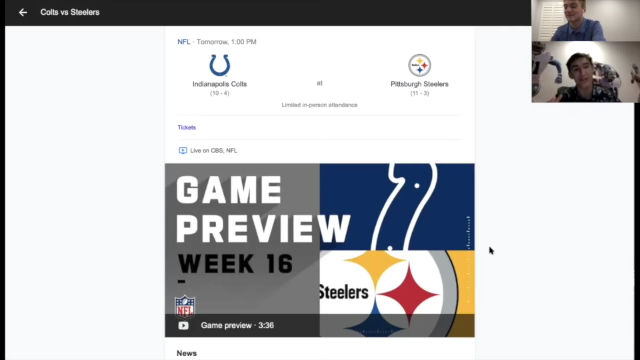 Colts vs Steelers
NFL · Tomorrow, 1:00 PM
Indianapolis Colts
at
Pittsburgh Steelers
(10 - 4)
(11 - 3)
Limited in-person attendance
Tickets
Live on CBS, NFL
GAME
PREVIEW
WEEK 16
Steelers
NFL
Game preview · 3:36
News